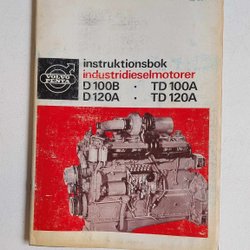 VOLVO
PENTA
instruktionsbok
industridieselmotorer
D 100B · TD 100A
D 120A · TD 120A